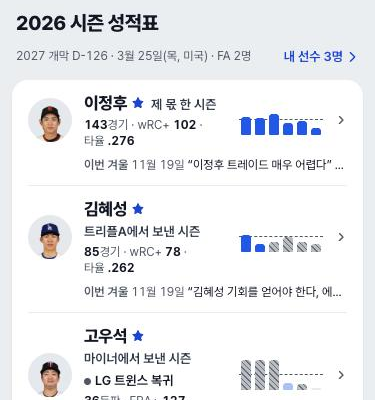 2026 시즌 성적표
2027 개막 D-126 · 3월 25일(목, 미국) · FA 2명
내 선수 3명
이정후 ★ 제 몫 한 시즌
143경기 · wRC+ 102 ·
타율 .276
이번 겨울 11월 19일 “이정후 트레이드 매우 어렵다” ...
김혜성 ★
트리플A에서 보낸 시즌
85경기 · wRC+ 78 ·
타율 .262
이번 겨울 11월 19일 “김혜성 기회를 얻어야 한다, 에...
고우석 ★
마이너에서 보낸 시즌
LG 트윈스 복귀